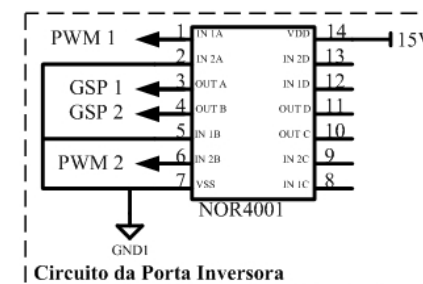 PWM 1 1 IN 1A VDD 14 15V
2 IN 2A IN 2D 13
GSP 1 3 OUT A IN 1D 12
GSP 2 4 OUT B OUT D 11
5 IN 1B OUT C 10
PWM 2 6 IN 2B IN 2C 9
7 VSS IN 1C 8
NOR4001
GND1
Circuito da Porta Inversora